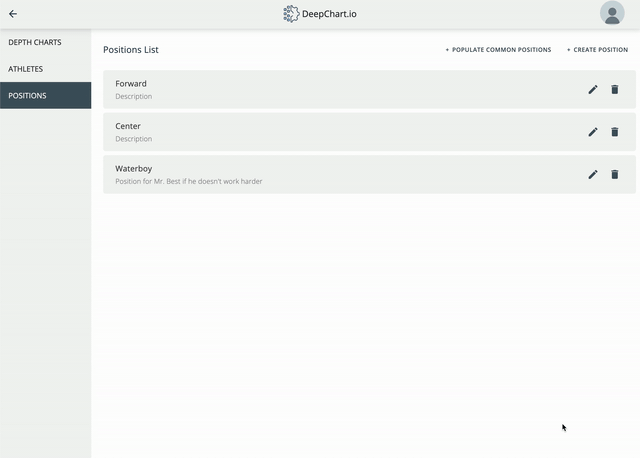 DeepChart.io
DEPTH CHARTS
ATHLETES
POSITIONS
Positions List
+ POPULATE COMMON POSITIONS
+ CREATE POSITION
Forward
Description
Center
Description
Waterboy
Position for Mr. Best if he doesn't work harder